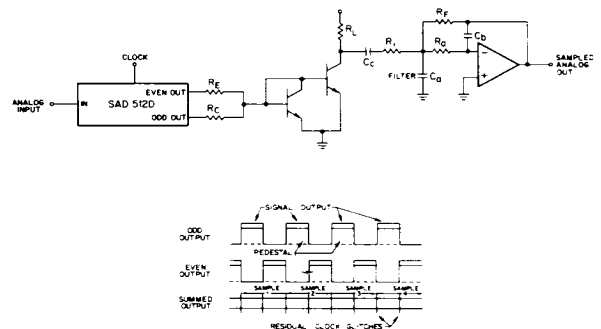 R_L
R_F
C_b
CLOCK
C_c
R_1
R_a
EVEN OUT
R_E
−
+
SAMPLED
ANALOG
OUT
FILTER
C_a
ANALOG
INPUT
IN
SAD 512D
ODD OUT
R_C
SIGNAL OUTPUT
ODD
OUTPUT
PEDESTAL
EVEN
OUTPUT
SAMPLE
1
SAMPLE
2
SAMPLE
3
SAMPLE
4
SUMMED
OUTPUT
RESIDUAL CLOCK GLITCHES